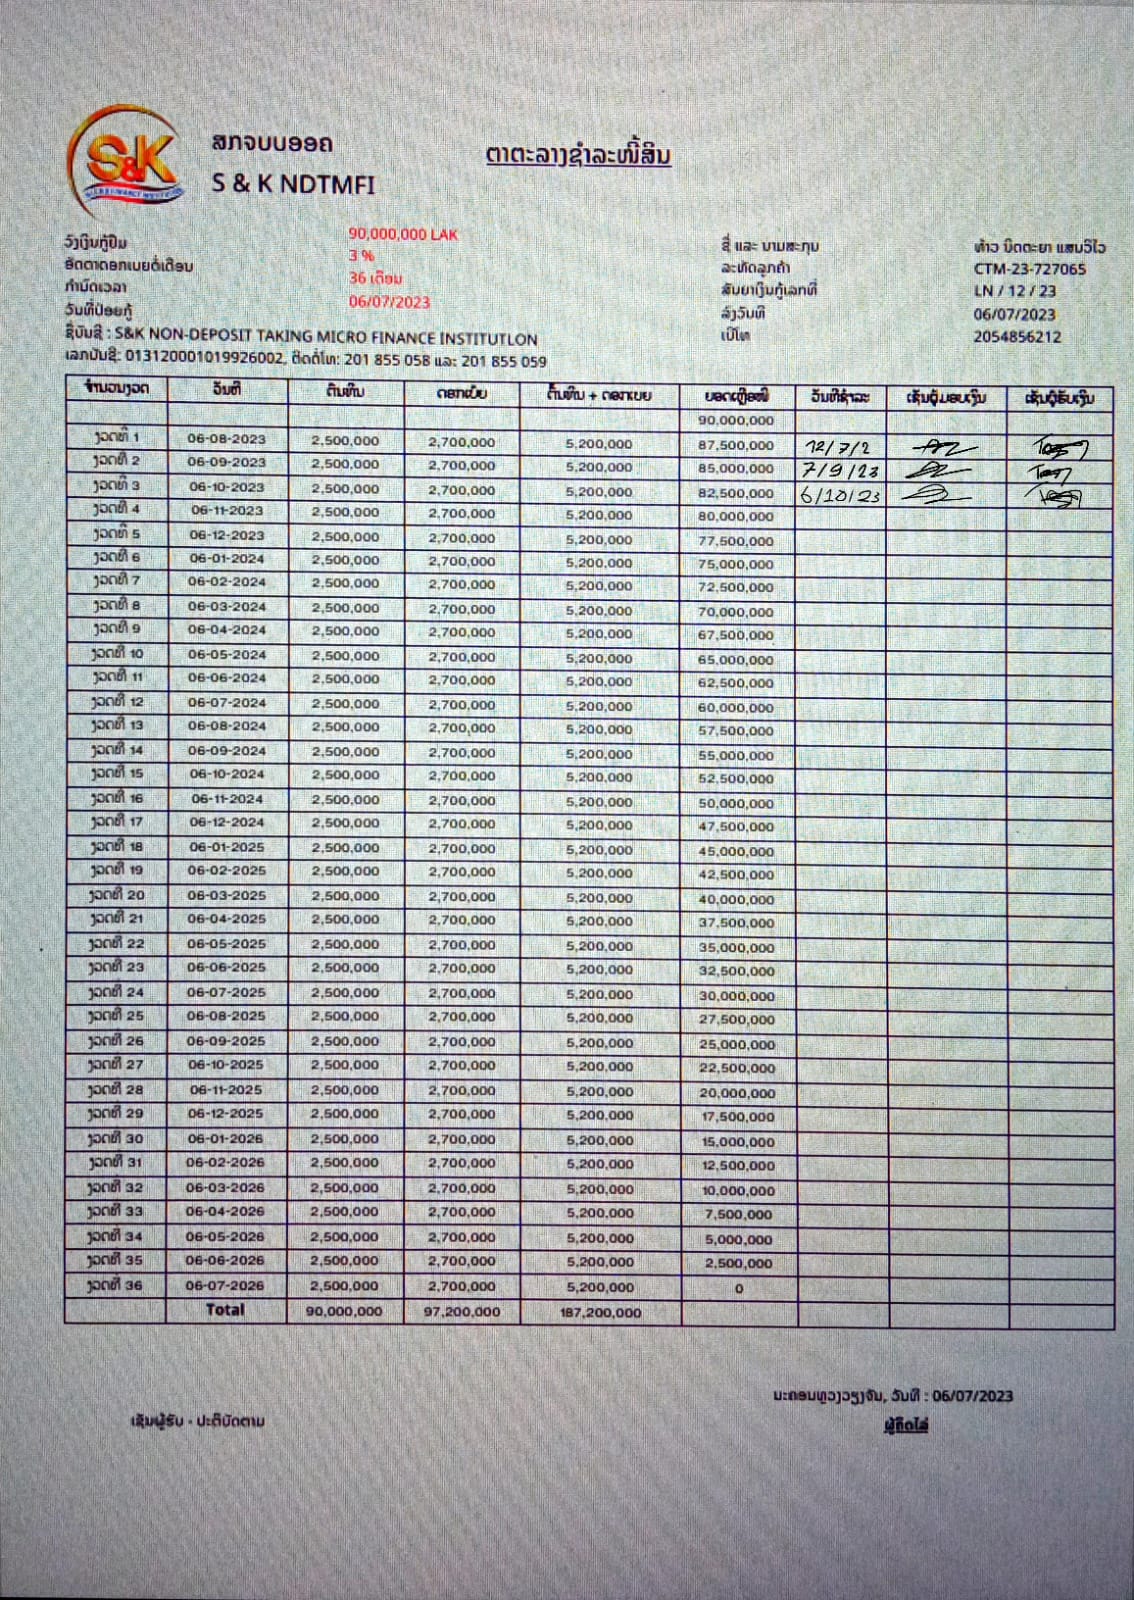 S&K
ສກຈບບອອຄ
S & K NDTMFI
ຕາຕະລາງຊຳລະໜີ້ສິນ
ວົງເງິນກູ້ຢືມ 90,000,000 LAK
ອັດຕາດອກເບຍຕໍ່ເດືອນ 3 %
ກຳນົດເວລາ 36 ເດືອນ
ວັນທີປ່ອຍກູ້ 06/07/2023
ຊື່ ແລະ ນາມສະກຸນ ທ້າວ ນິດຕະຍາ ແສນວິໄວ
ລະຫັດລູກຄ້າ CTM-23-727065
ສັນຍາເງິນກູ້ເລກທີ່ LN / 12 / 23
ລົງວັນທີ 06/07/2023
ເບີໂທ 2054856212
ຊື່ບັນຊີ : S&K NON-DEPOSIT TAKING MICRO FINANCE INSTITUTLON
ເລກບັນຊີ: 013120001019926002, ຕິດຕໍ່ໂທ: 201 855 058 ແລະ 201 855 059
ຈຳນວນງວດ ວັນທີ ຕົ້ນທຶນ ດອກເບັ້ຍ ຕົ້ນທຶນ + ດອກເບຍ ຍອດເຫຼືອໜີ້ ວັນທີຊຳລະ ເຊັນຜູ້ມອບເງິນ ເຊັນຜູ້ຮັບເງິນ
90,000,000
ງວດທີ 1 06-08-2023 2,500,000 2,700,000 5,200,000 87,500,000 12/7/2
ງວດທີ 2 06-09-2023 2,500,000 2,700,000 5,200,000 85,000,000 7/9/23
ງວດທີ 3 06-10-2023 2,500,000 2,700,000 5,200,000 82,500,000 6/10/23
ງວດທີ 4 06-11-2023 2,500,000 2,700,000 5,200,000 80,000,000
ງວດທີ 5 06-12-2023 2,500,000 2,700,000 5,200,000 77,500,000
ງວດທີ 6 06-01-2024 2,500,000 2,700,000 5,200,000 75,000,000
ງວດທີ 7 06-02-2024 2,500,000 2,700,000 5,200,000 72,500,000
ງວດທີ 8 06-03-2024 2,500,000 2,700,000 5,200,000 70,000,000
ງວດທີ 9 06-04-2024 2,500,000 2,700,000 5,200,000 67,500,000
ງວດທີ 10 06-05-2024 2,500,000 2,700,000 5,200,000 65,000,000
ງວດທີ 11 06-06-2024 2,500,000 2,700,000 5,200,000 62,500,000
ງວດທີ 12 06-07-2024 2,500,000 2,700,000 5,200,000 60,000,000
ງວດທີ 13 06-08-2024 2,500,000 2,700,000 5,200,000 57,500,000
ງວດທີ 14 06-09-2024 2,500,000 2,700,000 5,200,000 55,000,000
ງວດທີ 15 06-10-2024 2,500,000 2,700,000 5,200,000 52,500,000
ງວດທີ 16 06-11-2024 2,500,000 2,700,000 5,200,000 50,000,000
ງວດທີ 17 06-12-2024 2,500,000 2,700,000 5,200,000 47,500,000
ງວດທີ 18 06-01-2025 2,500,000 2,700,000 5,200,000 45,000,000
ງວດທີ 19 06-02-2025 2,500,000 2,700,000 5,200,000 42,500,000
ງວດທີ 20 06-03-2025 2,500,000 2,700,000 5,200,000 40,000,000
ງວດທີ 21 06-04-2025 2,500,000 2,700,000 5,200,000 37,500,000
ງວດທີ 22 06-05-2025 2,500,000 2,700,000 5,200,000 35,000,000
ງວດທີ 23 06-06-2025 2,500,000 2,700,000 5,200,000 32,500,000
ງວດທີ 24 06-07-2025 2,500,000 2,700,000 5,200,000 30,000,000
ງວດທີ 25 06-08-2025 2,500,000 2,700,000 5,200,000 27,500,000
ງວດທີ 26 06-09-2025 2,500,000 2,700,000 5,200,000 25,000,000
ງວດທີ 27 06-10-2025 2,500,000 2,700,000 5,200,000 22,500,000
ງວດທີ 28 06-11-2025 2,500,000 2,700,000 5,200,000 20,000,000
ງວດທີ 29 06-12-2025 2,500,000 2,700,000 5,200,000 17,500,000
ງວດທີ 30 06-01-2026 2,500,000 2,700,000 5,200,000 15,000,000
ງວດທີ 31 06-02-2026 2,500,000 2,700,000 5,200,000 12,500,000
ງວດທີ 32 06-03-2026 2,500,000 2,700,000 5,200,000 10,000,000
ງວດທີ 33 06-04-2026 2,500,000 2,700,000 5,200,000 7,500,000
ງວດທີ 34 06-05-2026 2,500,000 2,700,000 5,200,000 5,000,000
ງວດທີ 35 06-06-2026 2,500,000 2,700,000 5,200,000 2,500,000
ງວດທີ 36 06-07-2026 2,500,000 2,700,000 5,200,000 0
Total 90,000,000 97,200,000 187,200,000
ນະຄອນຫຼວງວຽງຈັນ, ວັນທີ : 06/07/2023
ເຊັນຜູ້ຮັບ - ປະຕິບັດຕາມ
ຜູ້ຄິດໄລ່